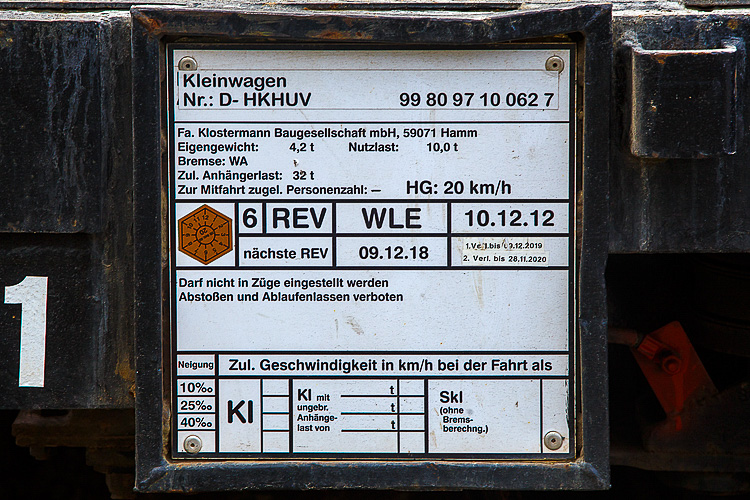 Kleinwagen
Nr.: D- HKHUV 99 80 97 10 062 7
Fa. Klostermann Baugesellschaft mbH, 59071 Hamm
Eigengewicht: 4,2 t Nutzlast: 10,0 t
Bremse: WA
Zul. Anhängerlast: 32 t
Zur Mitfahrt zugel. Personenzahl: — HG: 20 km/h
6 REV WLE 10.12.12
nächste REV 09.12.18
bis 12.2019
2. Verl. bis 28.11.2020
Darf nicht in Züge eingestellt werden
Abstoßen und Ablaufenlassen verboten
Neigung Zul. Geschwindigkeit in km/h bei der Fahrt als
10‰
25‰
40‰
Kl
Kl mit t
ungebr. t
Anhänge-
last von t
Skl
(ohne
Brems-
berechng.)
1